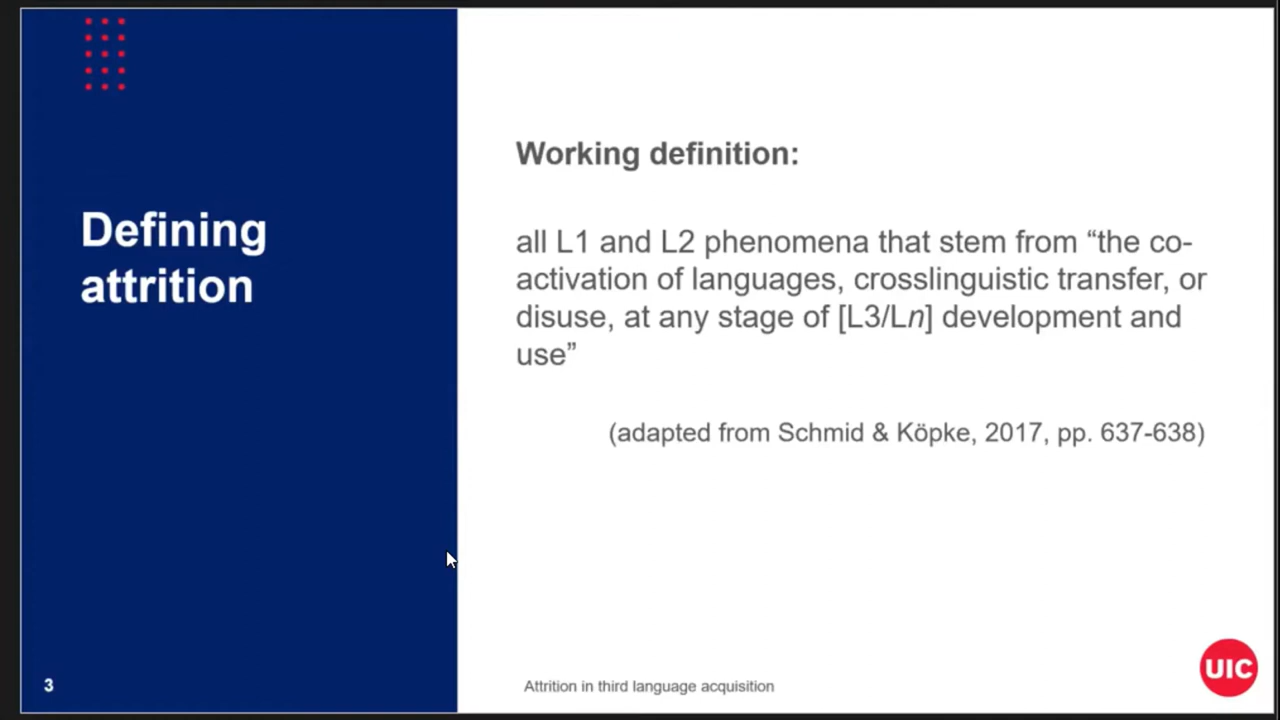 Defining
attrition
Working definition:
all L1 and L2 phenomena that stem from “the co-
activation of languages, crosslinguistic transfer, or
disuse, at any stage of [L3/Ln] development and
use”
(adapted from Schmid & Köpke, 2017, pp. 637-638)
3
Attrition in third language acquisition
UIC